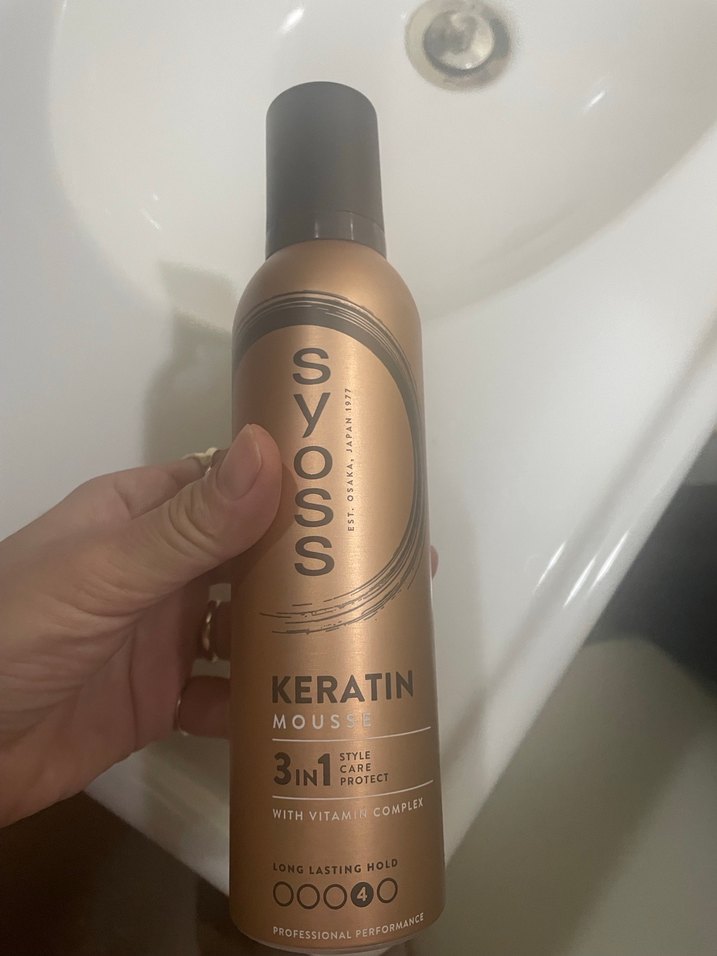 syoss
EST. OSAKA, JAPAN 1977
KERATIN
MOUSSE
3IN1
STYLE
CARE
PROTECT
WITH VITAMIN COMPLEX
LONG LASTING HOLD
4
PROFESSIONAL PERFORMANCE